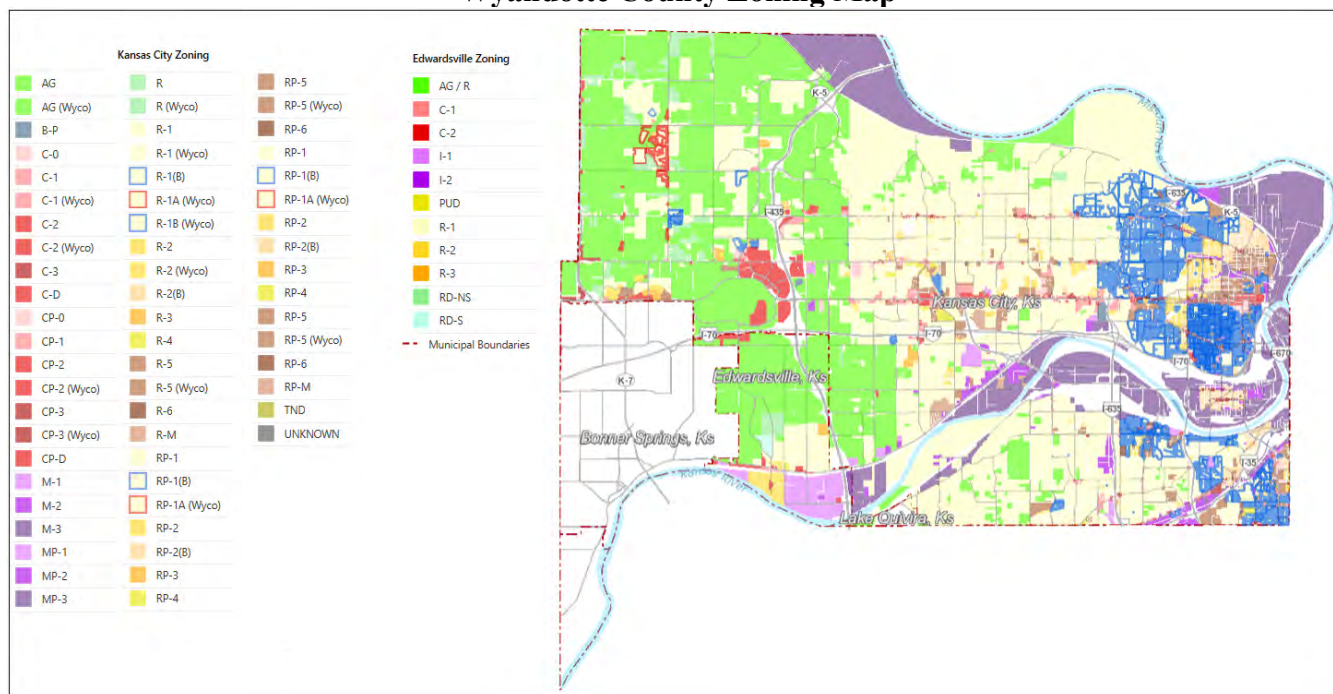 Wyandotte County Zoning Map
Kansas City Zoning
AG
AG (Wyco)
B-P
C-0
C-1
C-1 (Wyco)
C-2
C-2 (Wyco)
C-3
C-D
CP-0
CP-1
CP-2
CP-2 (Wyco)
CP-3
CP-3 (Wyco)
CP-D
M-1
M-2
M-3
MP-1
MP-2
MP-3
R
R (Wyco)
R-1
R-1 (Wyco)
R-1(B)
R-1A (Wyco)
R-1B (Wyco)
R-2
R-2 (Wyco)
R-2(B)
R-3
R-4
R-5
R-5 (Wyco)
R-6
R-M
RP-1
RP-1(B)
RP-1A (Wyco)
RP-2
RP-2(B)
RP-3
RP-4
RP-5
RP-5 (Wyco)
RP-6
RP-1
RP-1(B)
RP-1A (Wyco)
RP-2
RP-2(B)
RP-3
RP-4
RP-5
RP-5 (Wyco)
RP-6
RP-M
TND
UNKNOWN
Edwardsville Zoning
AG / R
C-1
C-2
I-1
I-2
PUD
R-1
R-2
R-3
RD-NS
RD-S
Municipal Boundaries
K-5
I-635
K-5
I-435
Kansas City, Ks
I-70
I-70
I-70
I-670
K-7
Edwardsville, Ks
I-635
Bonner Springs, Ks
I-35
Lake Quivira, Ks